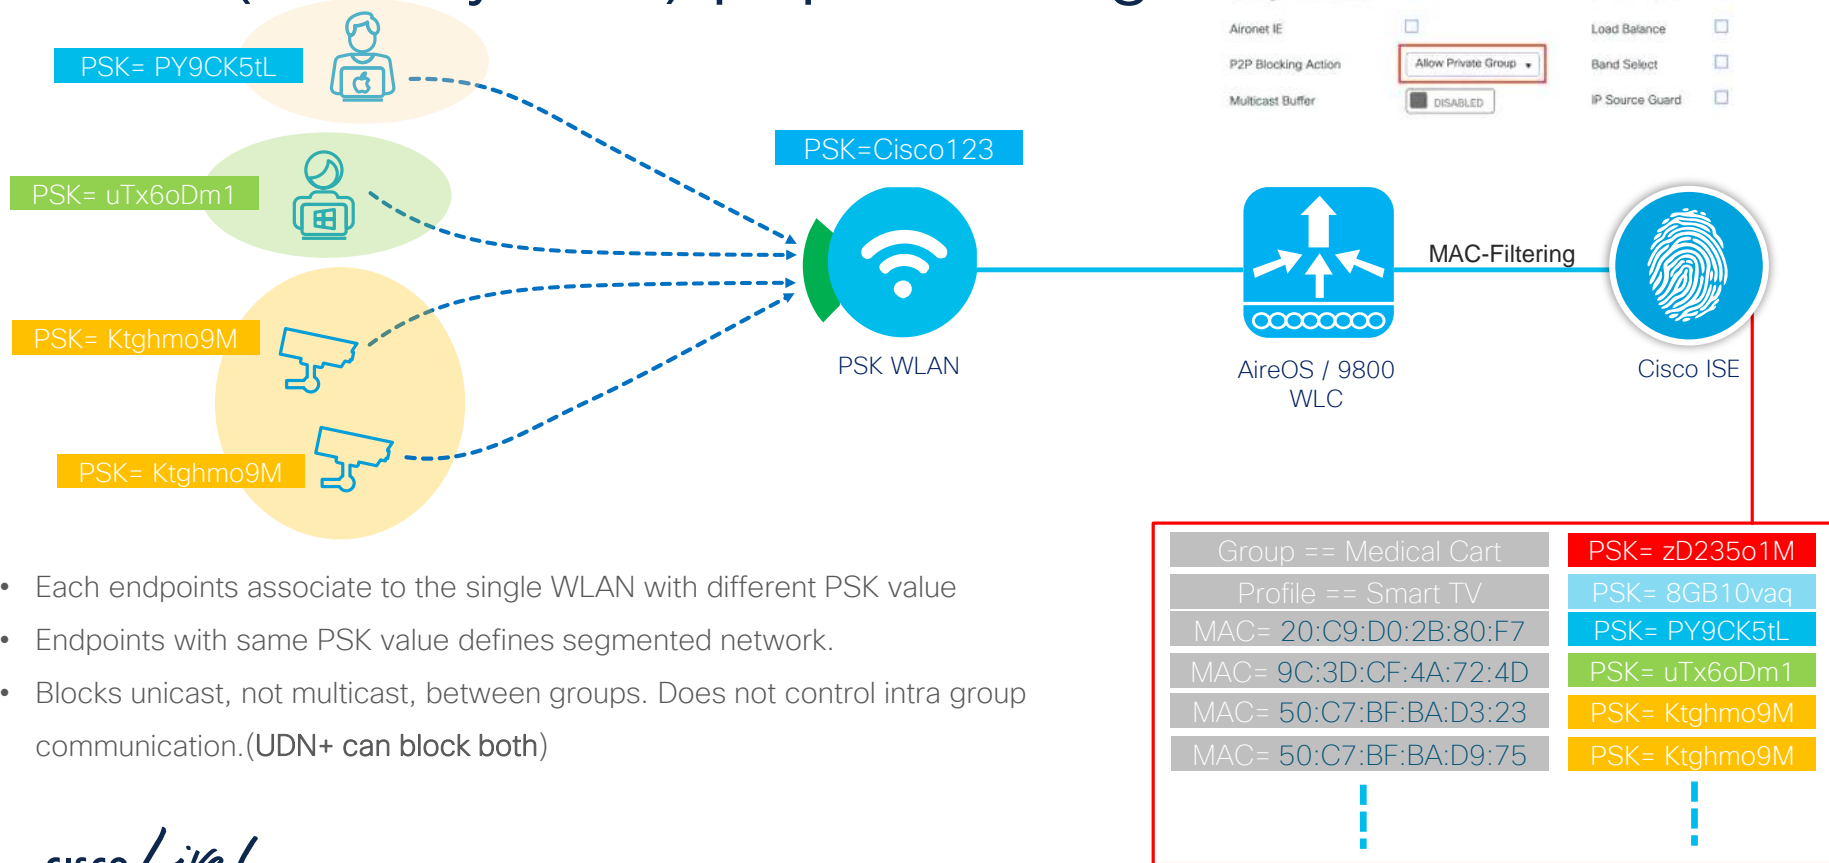 Aironet IE
Load Balance
P2P Blocking Action
Allow Private Group
Band Select
Multicast Buffer
DISABLED
IP Source Guard
PSK= PY9CK5tL
PSK= uTx6oDm1
PSK= Ktghmo9M
PSK= Ktghmo9M
PSK=Cisco123
PSK WLAN
AireOS / 9800
WLC
MAC-Filtering
Cisco ISE
• Each endpoints associate to the single WLAN with different PSK value
• Endpoints with same PSK value defines segmented network.
• Blocks unicast, not multicast, between groups. Does not control intra group
communication.(UDN+ can block both)
Group == Medical Cart
PSK= zD235o1M
Profile == Smart TV
PSK= 8GB10vaq
MAC= 20:C9:D0:2B:80:F7
PSK= PY9CK5tL
MAC= 9C:3D:CF:4A:72:4D
PSK= uTx6oDm1
MAC= 50:C7:BF:BA:D3:23
PSK= Ktghmo9M
MAC= 50:C7:BF:BA:D9:75
PSK= Ktghmo9M
cisco Live!